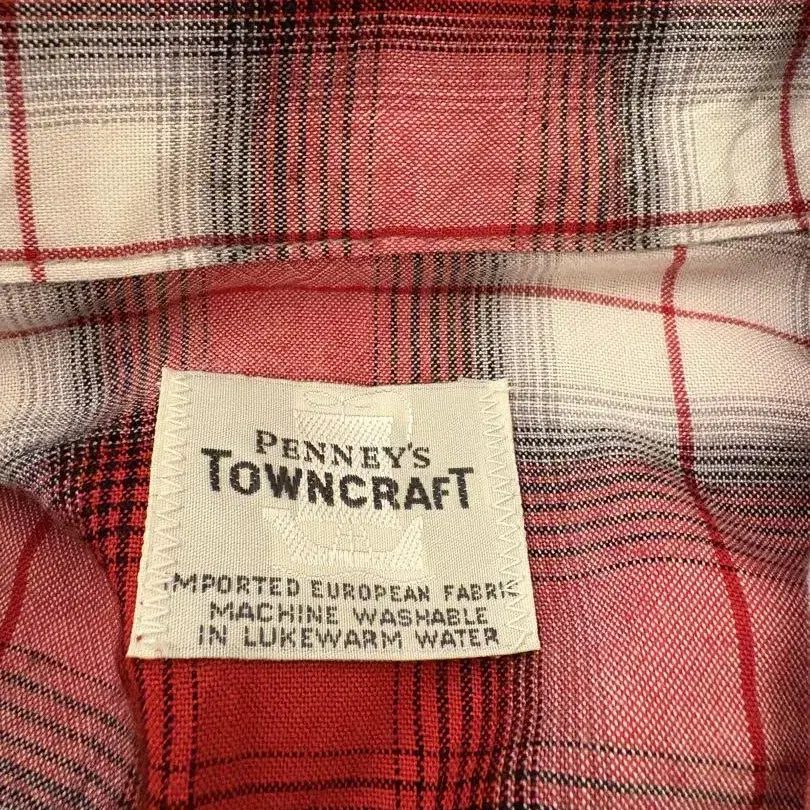 PENNEY'S
TOWNCRAFT
IMPORTED EUROPEAN FABRIC
MACHINE WASHABLE
IN LUKEWARM WATER